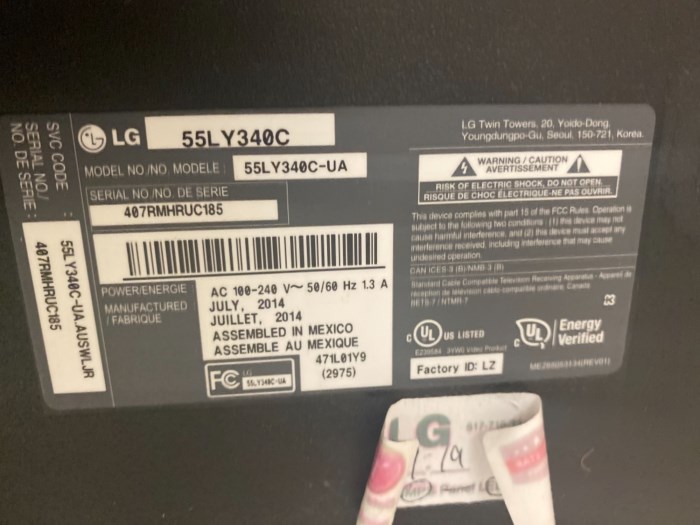 LG 55LY340C
MODEL NO./NO. MODELE : 55LY340C-UA
SERIAL NO./NO. DE SERIE
407RMHRUC185
POWER/ENERGIE AC 100-240 V~ 50/60 Hz 1.3 A
MANUFACTURED / FABRIQUE
JULY, 2014
JUILLET, 2014
ASSEMBLED IN MEXICO
ASSEMBLE AU MEXIQUE
471L01Y9
(2975)
FC LG 55LY340C-UA
SVC CODE : 55LY340C-UA.AUSWLJR
SERIAL NO./
NO. DE SERIE : 407RMHRUC185
LG Twin Towers, 20, Yoido-Dong,
Youngdungpo-Gu, Seoul, 150-721, Korea.
WARNING / CAUTION
AVERTISSEMENT
RISK OF ELECTRIC SHOCK, DO NOT OPEN.
RISQUE DE CHOC ÉLECTRIQUE-NE PAS OUVRIR.
This device complies with part 15 of the FCC Rules. Operation is
subject to the following two conditions : (1) this device may not
cause harmful interference, and (2) this device must accept any
interference received, including interference that may cause
undesired operation.
CAN ICES-3 (B)/NMB-3 (B)
Standard Cable Compatible Television Receiving Apparatus - Appareil de
réception de télévision câble compatible ordinaire, Canada
BETS-7 / NTMR-7
c UL US LISTED
c UL Energy
Verified
Factory ID: LZ
LG
1-19